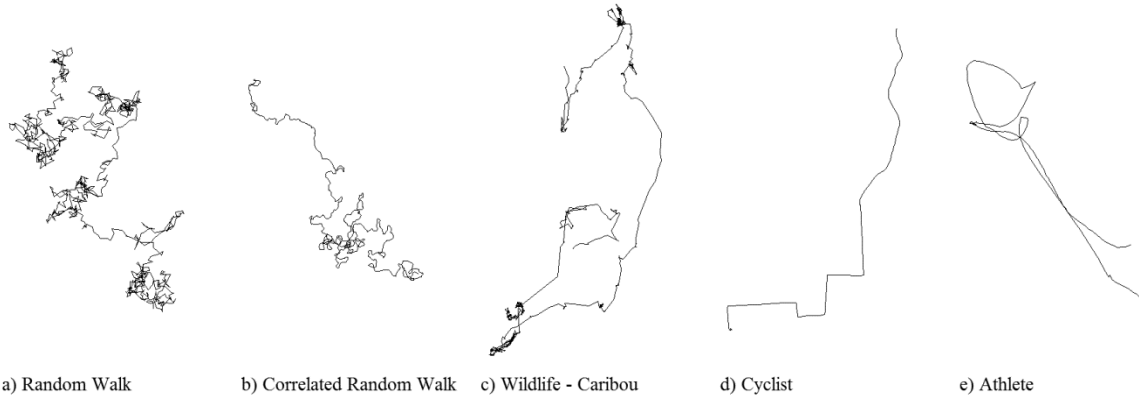 a) Random Walk
b) Correlated Random Walk
c) Wildlife - Caribou
d) Cyclist
e) Athlete